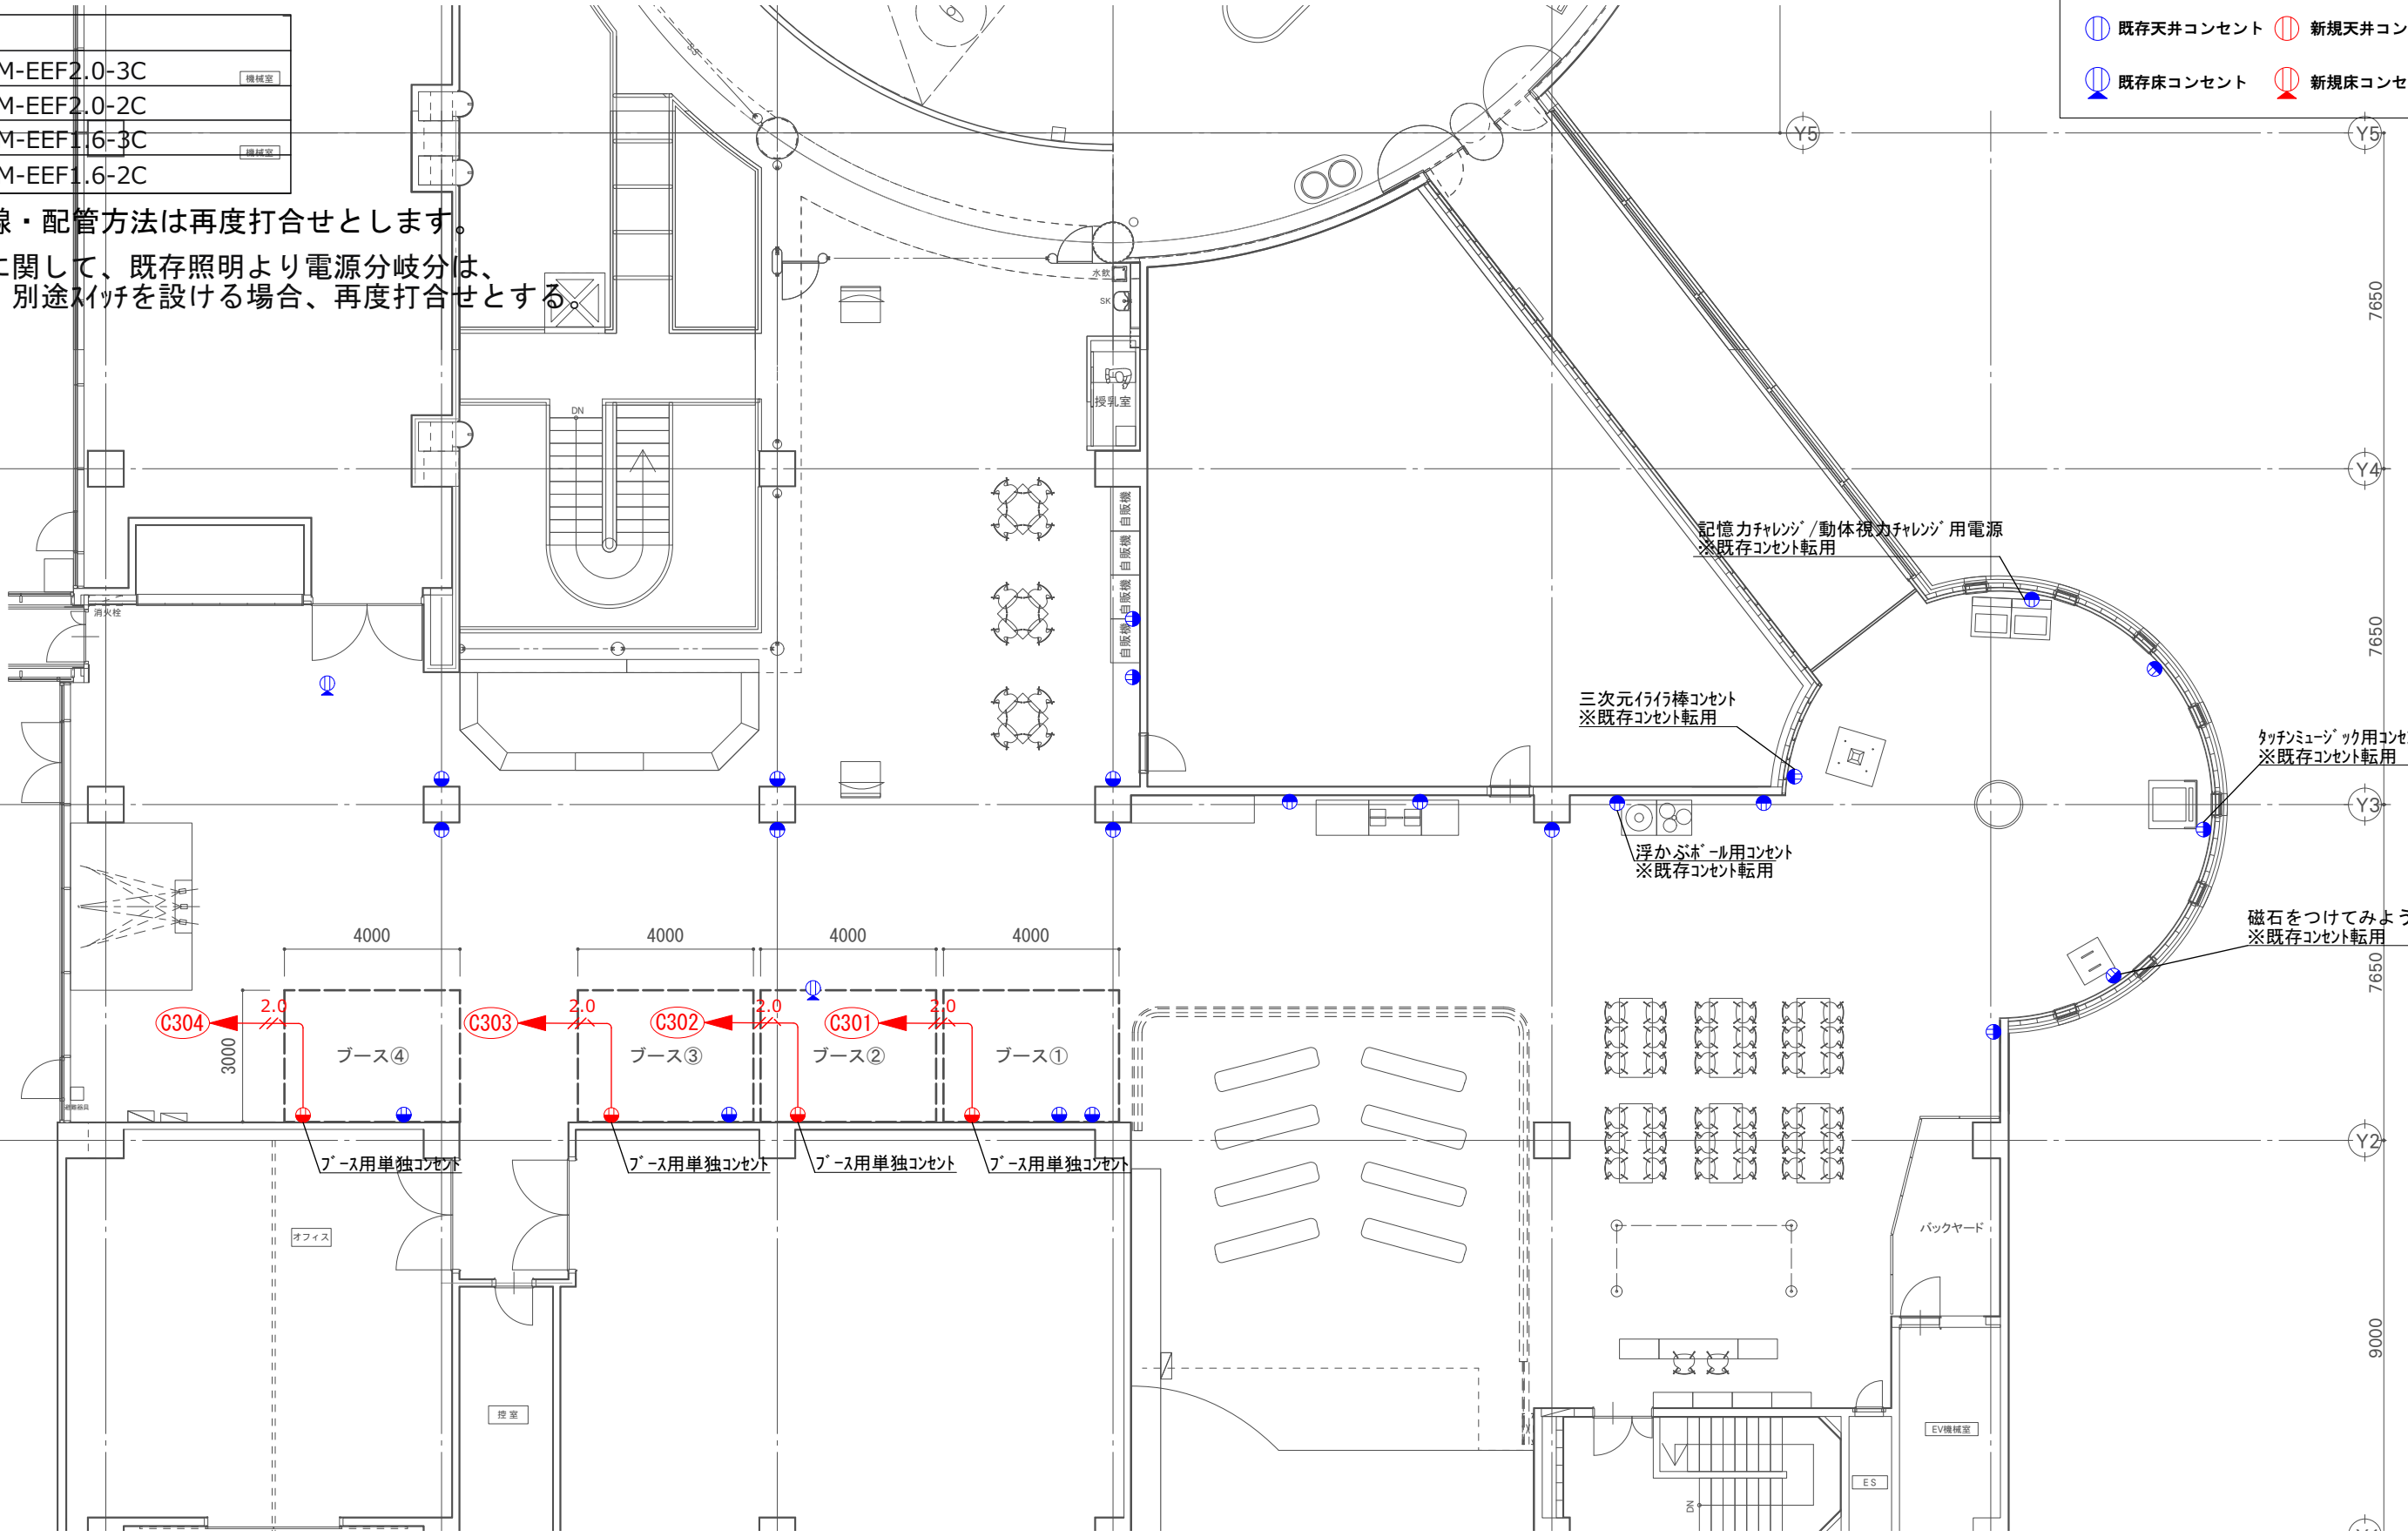 M-EEF2.0-3C
M-EEF2.0-2C
M-EEF1.6-3C
M-EEF1.6-2C
機械室
機械室
線・配管方法は再度打合せとします。
に関して、既存照明より電源分岐分は、
別途ｽｲｯﾁを設ける場合、再度打合せとする
既存天井コンセント
新規天井コン
既存床コンセント
新規床コンセ
Y5
Y5
7650
水飲
SK
授乳室
DN
Y4
自販機
自販機
自販機
自販機
記憶力ﾁｬﾚﾝｼﾞ/動体視力ﾁｬﾚﾝｼﾞ用電源
※既存ｺﾝｾﾝﾄ転用
消火栓
7650
三次元ｲﾗｲﾗ棒ｺﾝｾﾝﾄ
※既存ｺﾝｾﾝﾄ転用
ﾀｯﾁﾝﾐｭｰｼﾞｯｸ用ｺﾝｾ
※既存ｺﾝｾﾝﾄ転用
Y3
浮かぶﾎﾞｰﾙ用ｺﾝｾﾝﾄ
※既存ｺﾝｾﾝﾄ転用
磁石をつけてみよう
※既存ｺﾝｾﾝﾄ転用
7650
4000
4000
4000
4000
C304
2.0
C303
2.0
C302
2.0
C301
2.0
3000
ブース④
ブース③
ブース②
ブース①
避難器具
Y2
ﾌﾞｰｽ用単独ｺﾝｾﾝﾄ
ﾌﾞｰｽ用単独ｺﾝｾﾝﾄ
ﾌﾞｰｽ用単独ｺﾝｾﾝﾄ
ﾌﾞｰｽ用単独ｺﾝｾﾝﾄ
オフィス
バックヤード
9000
控室
EV機械室
ES
DN